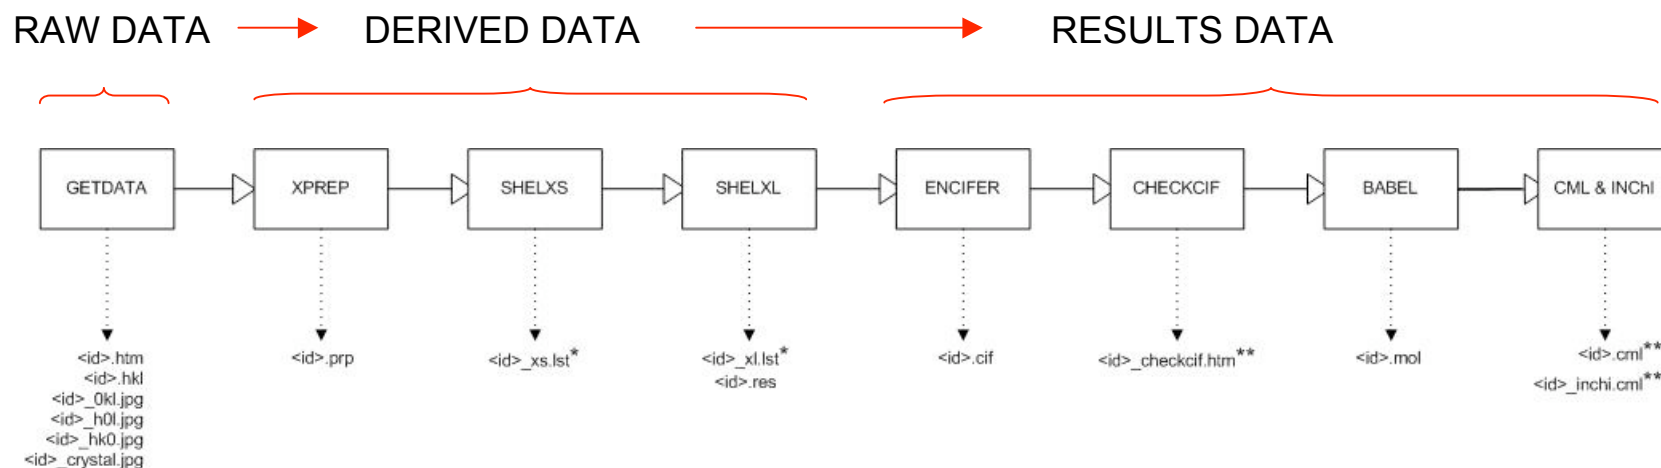 RAW DATA DERIVED DATA RESULTS DATA
GETDATA XPREP SHELXS SHELXL ENCIFER CHECKCIF BABEL CML & INChI
<id>.htm
<id>.hkl
<id>_0kl.jpg
<id>_h0l.jpg
<id>_hk0.jpg
<id>_crystal.jpg
<id>.prp
<id>_xs.lst*
<id>_xl.lst*
<id>.res
<id>.cif
<id>_checkcif.htm**
<id>.mol
<id>.cml**
<id>_inchi.cml**